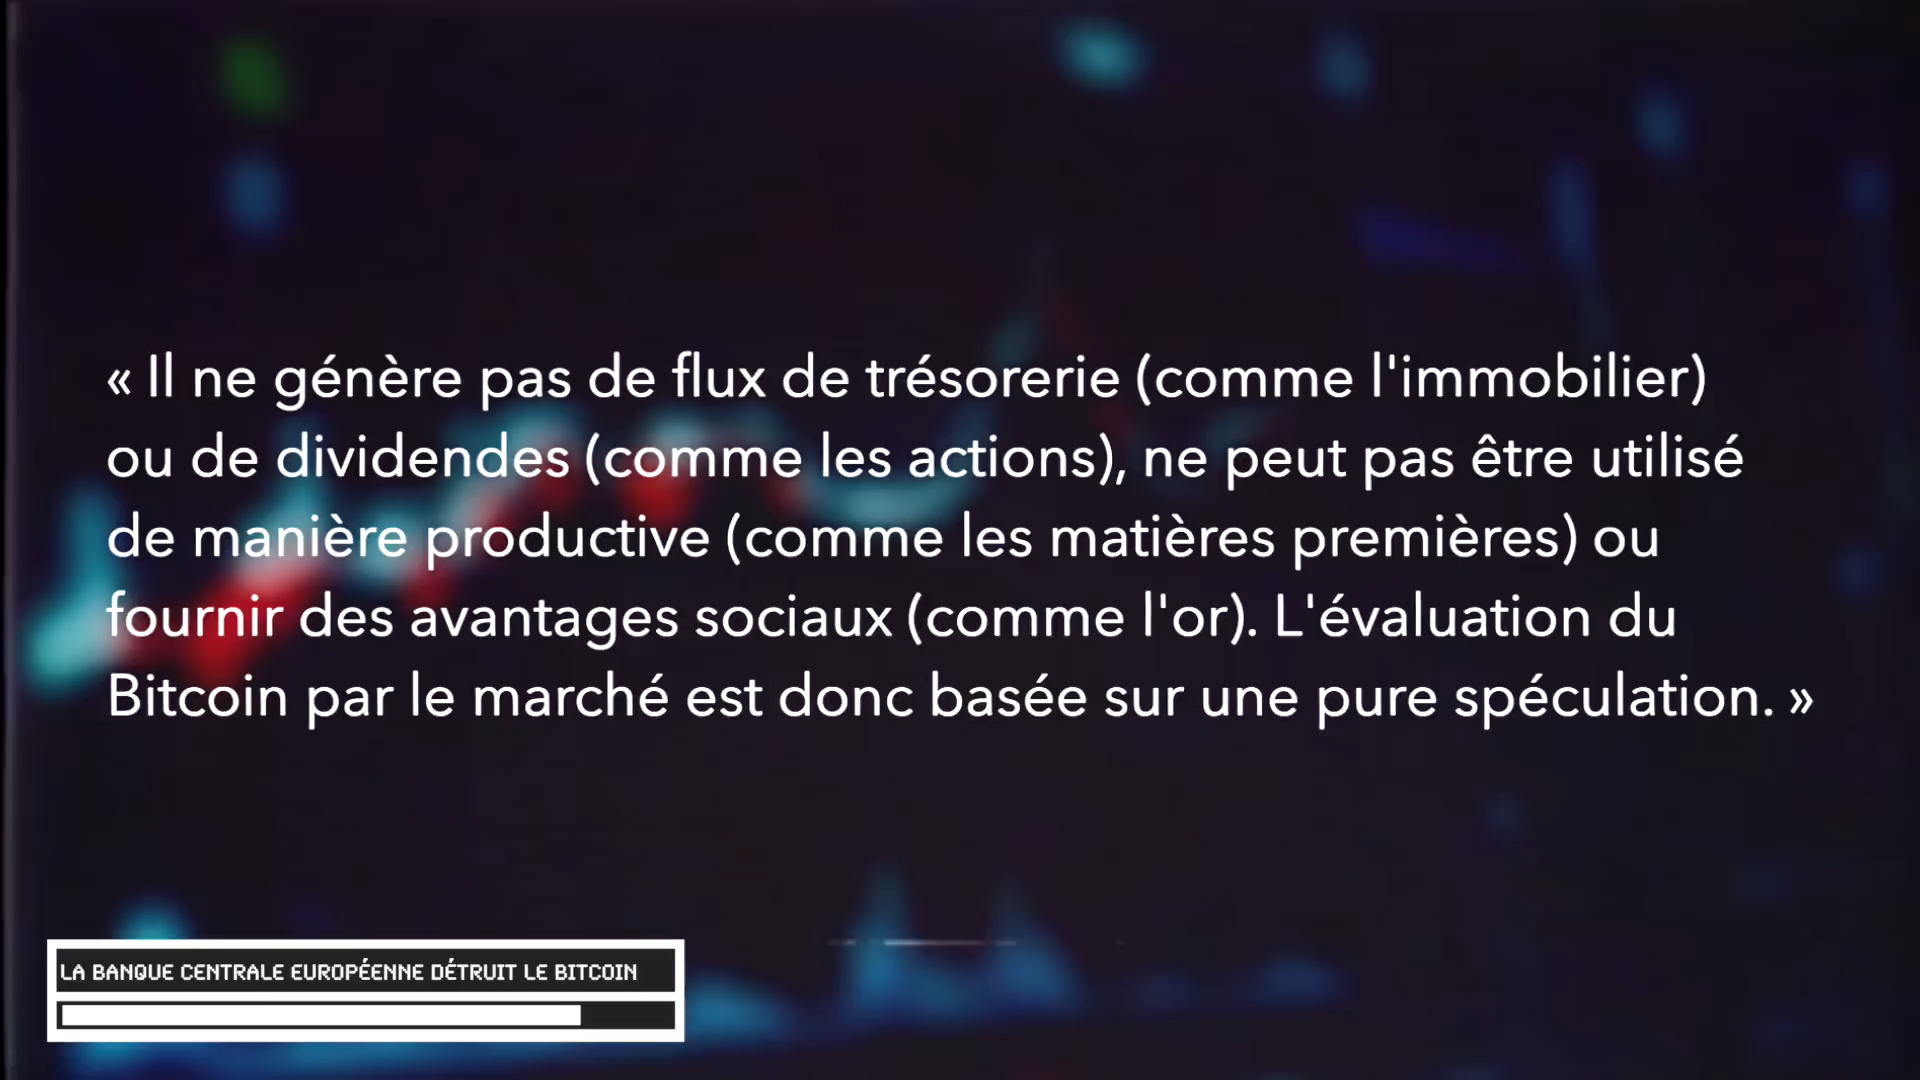 « Il ne génère pas de flux de trésorerie (comme l'immobilier)
ou de dividendes (comme les actions), ne peut pas être utilisé
de manière productive (comme les matières premières) ou
fournir des avantages sociaux (comme l'or). L'évaluation du
Bitcoin par le marché est donc basée sur une pure spéculation. »
LA BANQUE CENTRALE EUROPÉENNE DÉTRUIT LE BITCOIN